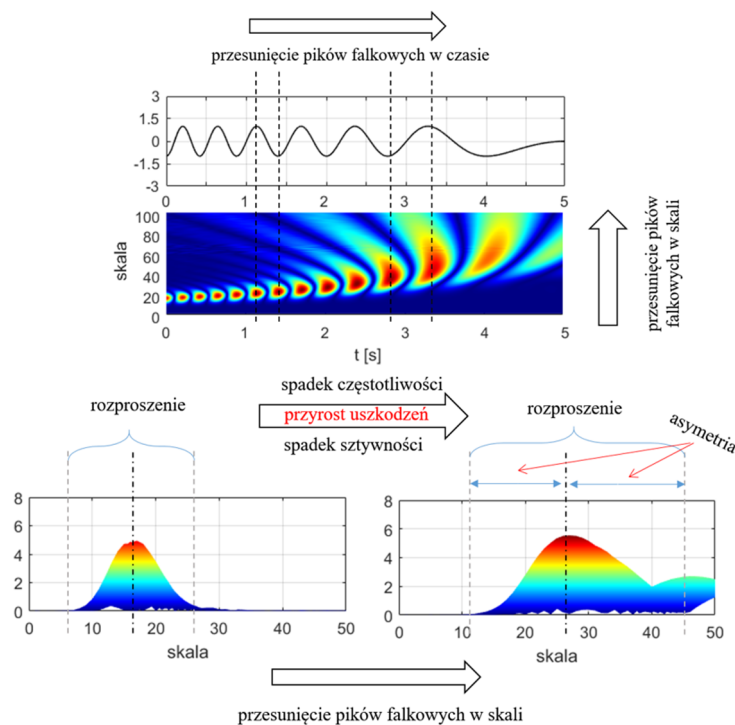 przesunięcie pików falkowych w czasie
3
1.5
0
-1.5
-3
0 1 2 3 4 5
100
80
60
40
20
0
skala
0 1 2 3 4 5
t [s]
przesunięcie pików
falkowych w skali
spadek częstotliwości
rozproszenie
przyrost uszkodzeń
rozproszenie
spadek sztywności
asymetria
8
6
4
2
0
0 10 20 30 40 50
skala
8
6
4
2
0
0 10 20 30 40 50
skala
przesunięcie pików falkowych w skali